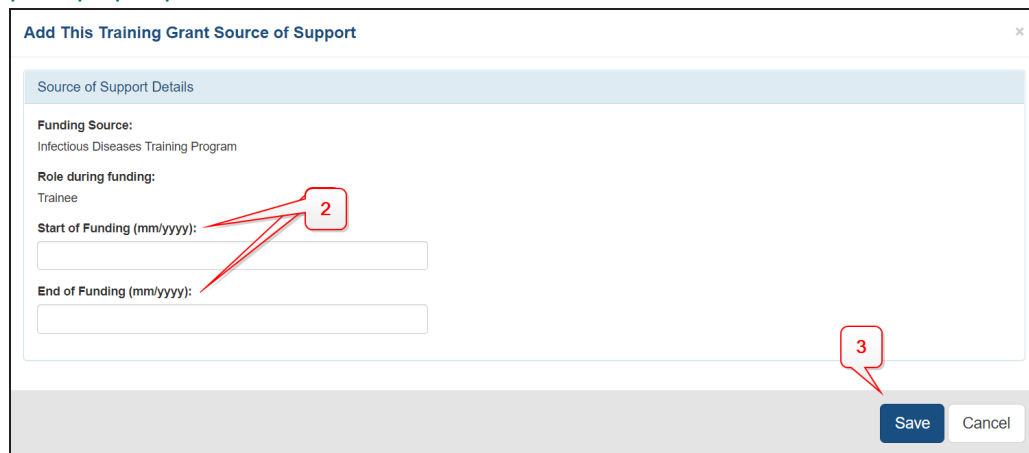 Add This Training Grant Source of Support
×
Source of Support Details
Funding Source:
Infectious Diseases Training Program
Role during funding:
Trainee
2
Start of Funding (mm/yyyy):
End of Funding (mm/yyyy):
3
Save Cancel